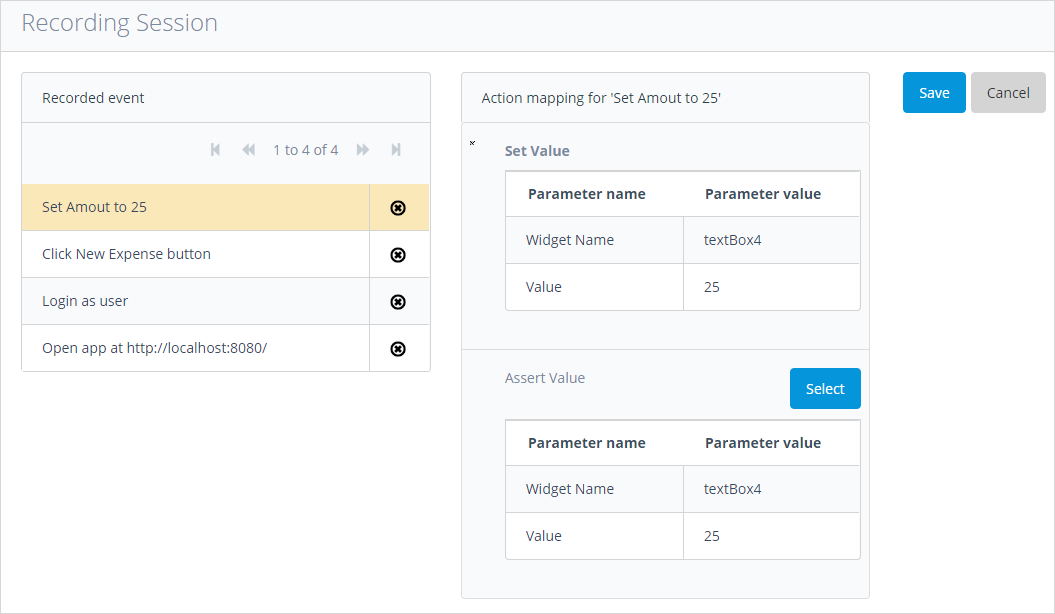 Recording Session
Recorded event
1 to 4 of 4
Set Amout to 25
Click New Expense button
Login as user
Open app at http://localhost:8080/
Action mapping for 'Set Amout to 25'
Set Value
Parameter name Parameter value
Widget Name textBox4
Value 25
Assert Value
Select
Parameter name Parameter value
Widget Name textBox4
Value 25
Save Cancel